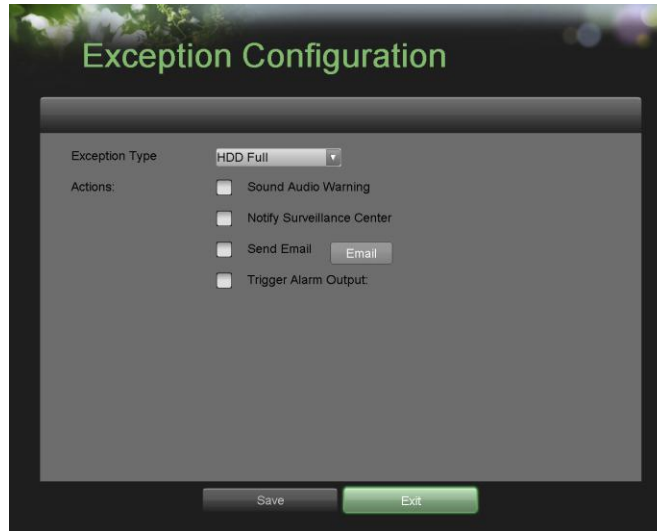 Exception Configuration
Exception Type HDD Full
Actions: Sound Audio Warning
Notify Surveillance Center
Send Email Email
Trigger Alarm Output:
Save Exit